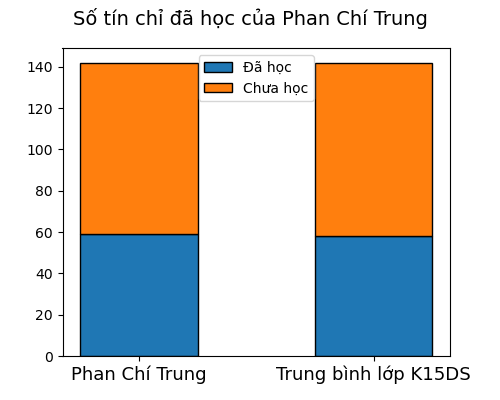 Số tín chỉ đã học của Phan Chí Trung
Đã học
Chưa học
140
120
100
80
60
40
20
0
Phan Chí Trung
Trung bình lớp K15DS